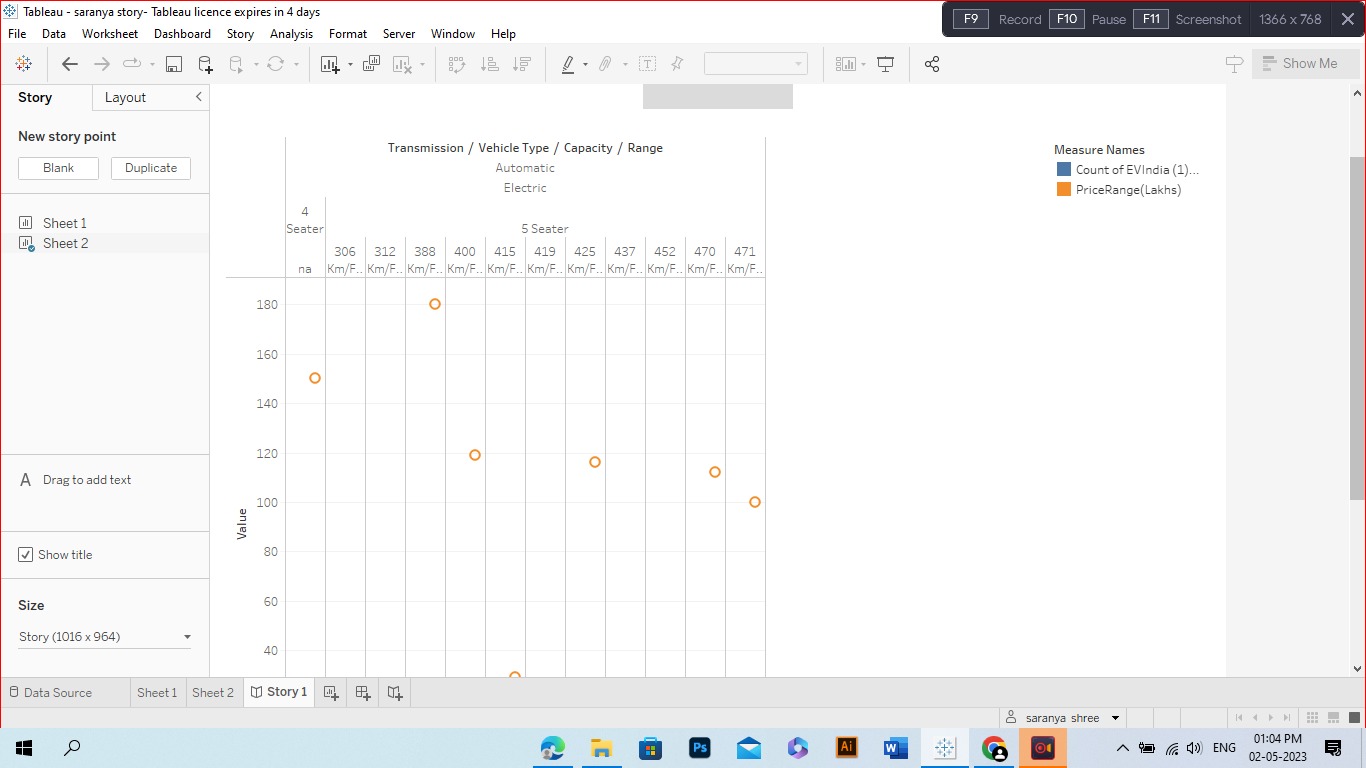 Tableau - saranya story- Tableau licence expires in 4 days
F9 Record F10 Pause F11 Screenshot 1366 x 768
File Data Worksheet Dashboard Story Analysis Format Server Window Help
Show Me
Story Layout
New story point
Blank Duplicate
Sheet 1
Sheet 2
A Drag to add text
Show title
Size
Story (1016 x 964)
Transmission / Vehicle Type / Capacity / Range
Automatic
Electric
4
Seater
5 Seater
306 312 388 400 415 419 425 437 452 470 471
na Km/F.. Km/F.. Km/F.. Km/F.. Km/F.. Km/F.. Km/F.. Km/F.. Km/F.. Km/F.. Km/F..
180
160
140
120
100
80
60
40
Value
Measure Names
Count of EVIndia (1)...
PriceRange(Lakhs)
Data Source Sheet 1 Sheet 2 Story 1
saranya shree
Ps Ai W
ENG
01:04 PM
02-05-2023